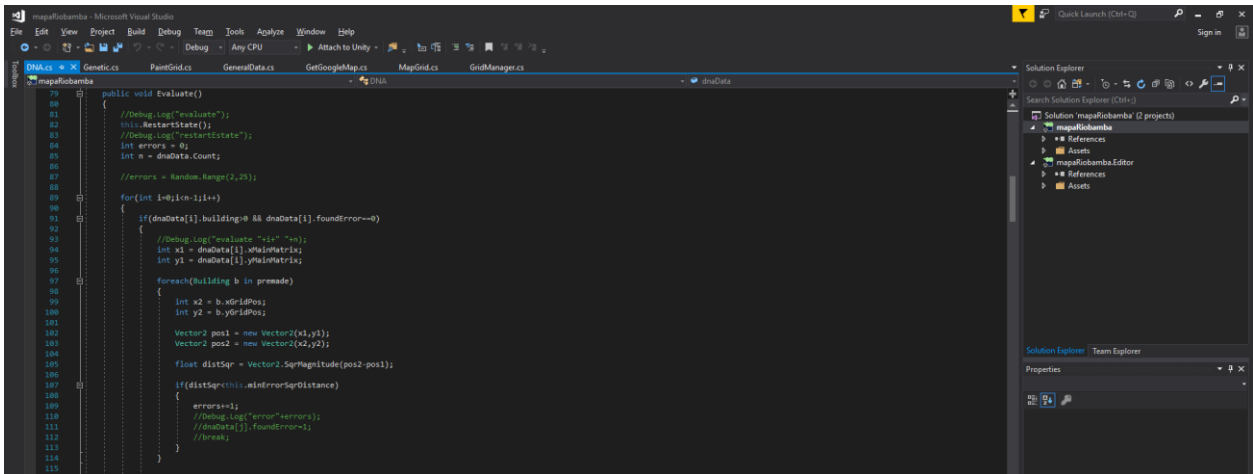 mapaRiobamba - Microsoft Visual Studio
Quick Launch (Ctrl+Q)
File Edit View Project Build Debug Team Tools Analyze Window Help
Sign in
Debug Any CPU Attach to Unity
Toolbox
DNA.cs Genetic.cs PaintGrid.cs GeneralData.cs GetGoogleMap.cs MapGrid.cs GridManager.cs
mapaRiobamba DNA dnaData
79 public void Evaluate()
80 {
81 //Debug.Log("evaluate");
82 this.RestartState();
83 //Debug.Log("restartEstate");
84 int errors = 0;
85 int n = dnaData.Count;
86
87 //errors = Random.Range(2,25);
88
89 for(int i=0;i<n-1;i++)
90 {
91 if(dnaData[i].building>0 && dnaData[i].foundError==0)
92 {
93 //Debug.Log("evaluate "+i+" "+n);
94 int x1 = dnaData[i].xMainMatrix;
95 int y1 = dnaData[i].yMainMatrix;
96
97 foreach(Building b in premade)
98 {
99 int x2 = b.xGridPos;
100 int y2 = b.yGridPos;
101
102 Vector2 pos1 = new Vector2(x1,y1);
103 Vector2 pos2 = new Vector2(x2,y2);
104
105 float distSqr = Vector2.SqrMagnitude(pos2-pos1);
106
107 if(distSqr<this.minErrorSqrDistance)
108 {
109 errors+=1;
110 //Debug.Log("error"+errors);
111 //dnaData[j].foundError=1;
112 //break;
113 }
114 }
115
Solution Explorer
Search Solution Explorer (Ctrl+;)
Solution 'mapaRiobamba' (2 projects)
mapaRiobamba
References
Assets
mapaRiobamba.Editor
References
Assets
Solution Explorer Team Explorer
Properties